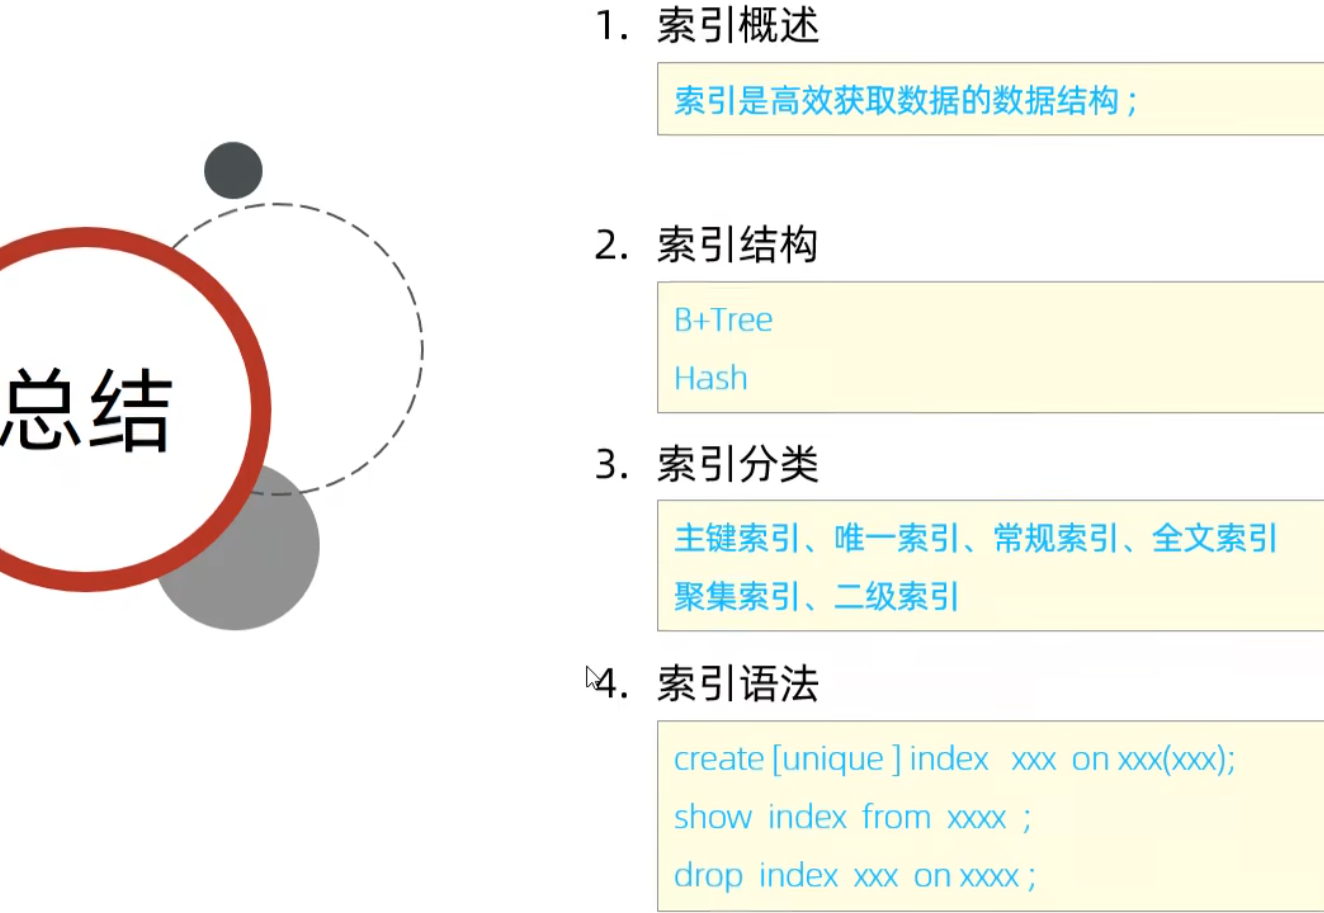 总结
1. 索引概述
索引是高效获取数据的数据结构；
2. 索引结构
B+Tree
Hash
3. 索引分类
主键索引、唯一索引、常规索引、全文索引
聚集索引、二级索引
4. 索引语法
create [unique ] index xxx on xxx(xxx);
show index from xxxx ;
drop index xxx on xxxx ;